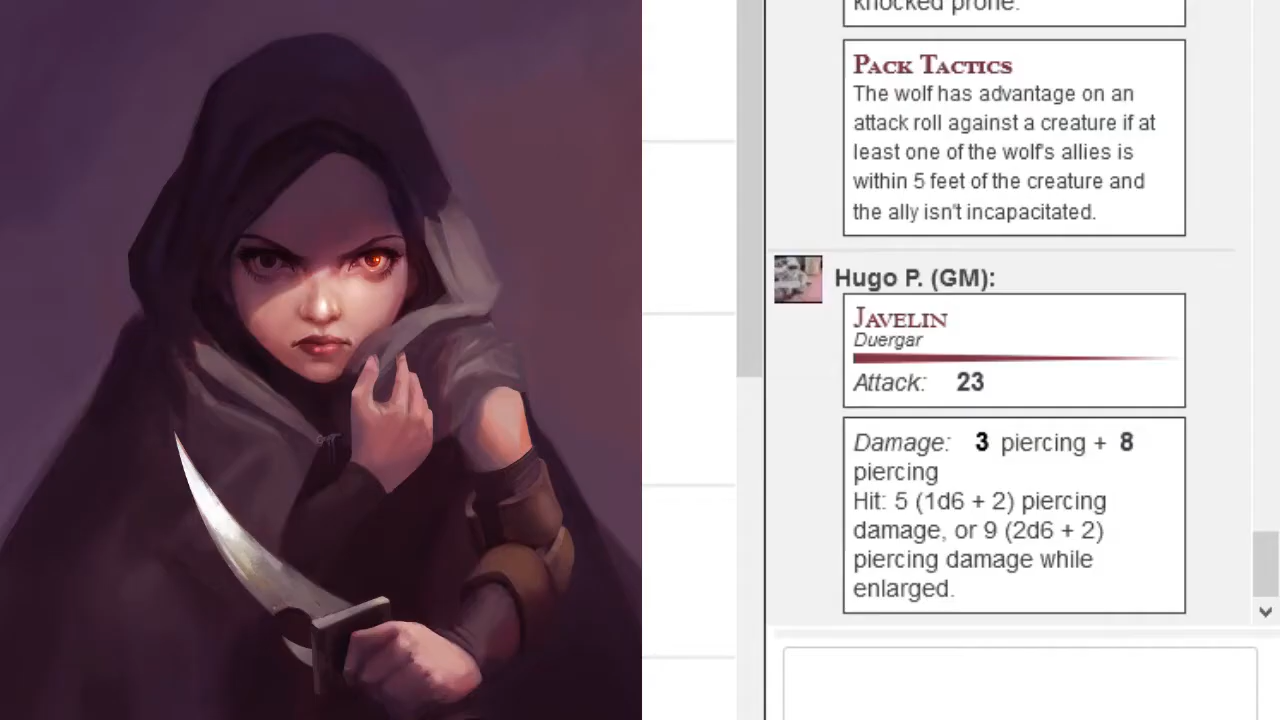 knocked prone.
Pack Tactics
The wolf has advantage on an
attack roll against a creature if at
least one of the wolf's allies is
within 5 feet of the creature and
the ally isn't incapacitated.
Hugo P. (GM):
Javelin
Duergar
Attack: 23
Damage: 3 piercing + 8
piercing
Hit: 5 (1d6 + 2) piercing
damage, or 9 (2d6 + 2)
piercing damage while
enlarged.